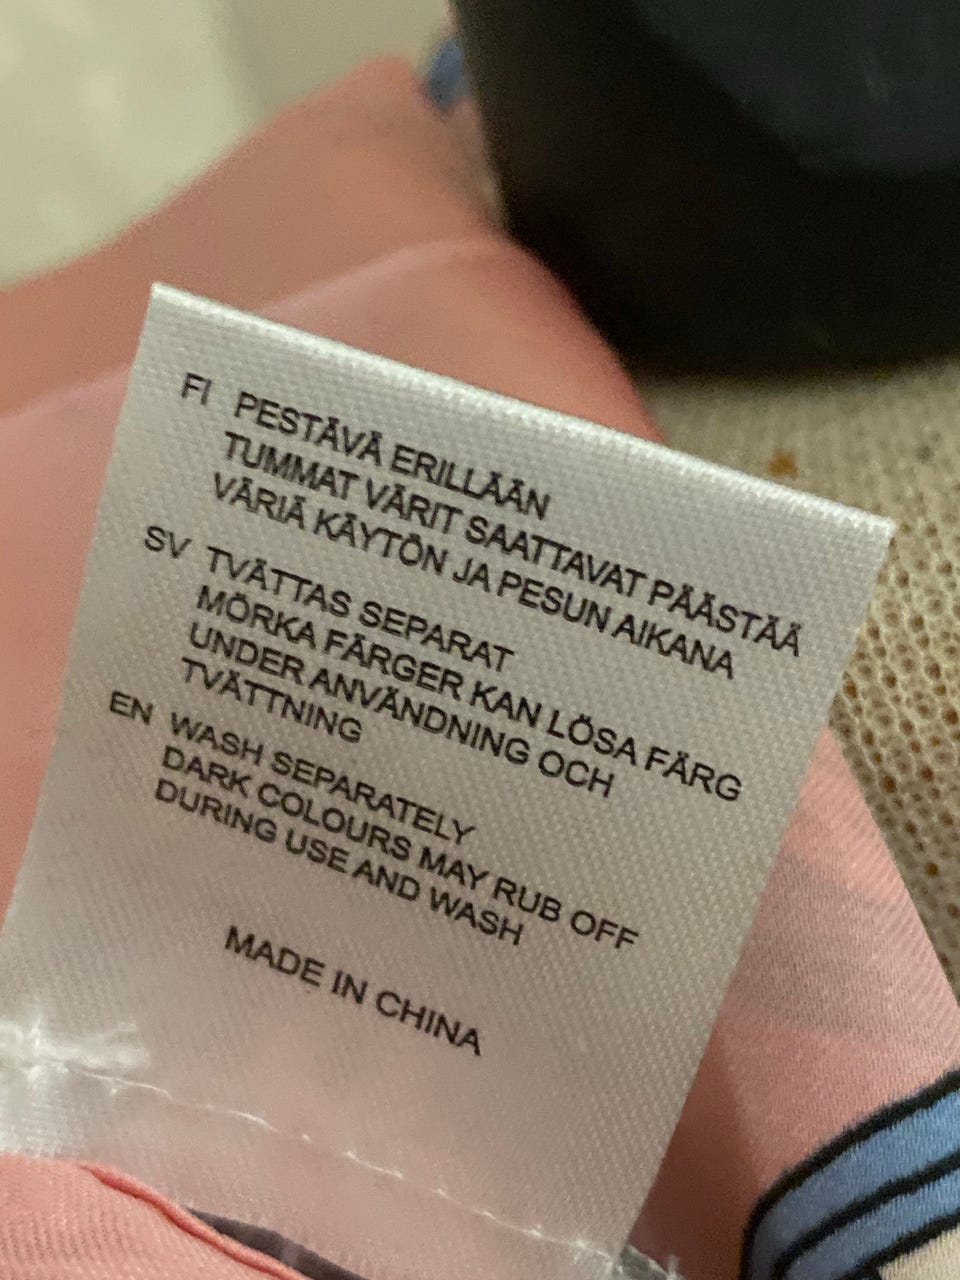 FI PESTÄVÄ ERILLÄÄN
TUMMAT VÄRIT SAATTAVAT PÄÄSTÄÄ
VÄRIÄ KÄYTÖN JA PESUN AIKANA
SV TVÄTTAS SEPARAT
MÖRKA FÄRGER KAN LÖSA FÄRG
UNDER ANVÄNDNING OCH
TVÄTTNING
EN WASH SEPARATELY
DARK COLOURS MAY RUB OFF
DURING USE AND WASH
MADE IN CHINA